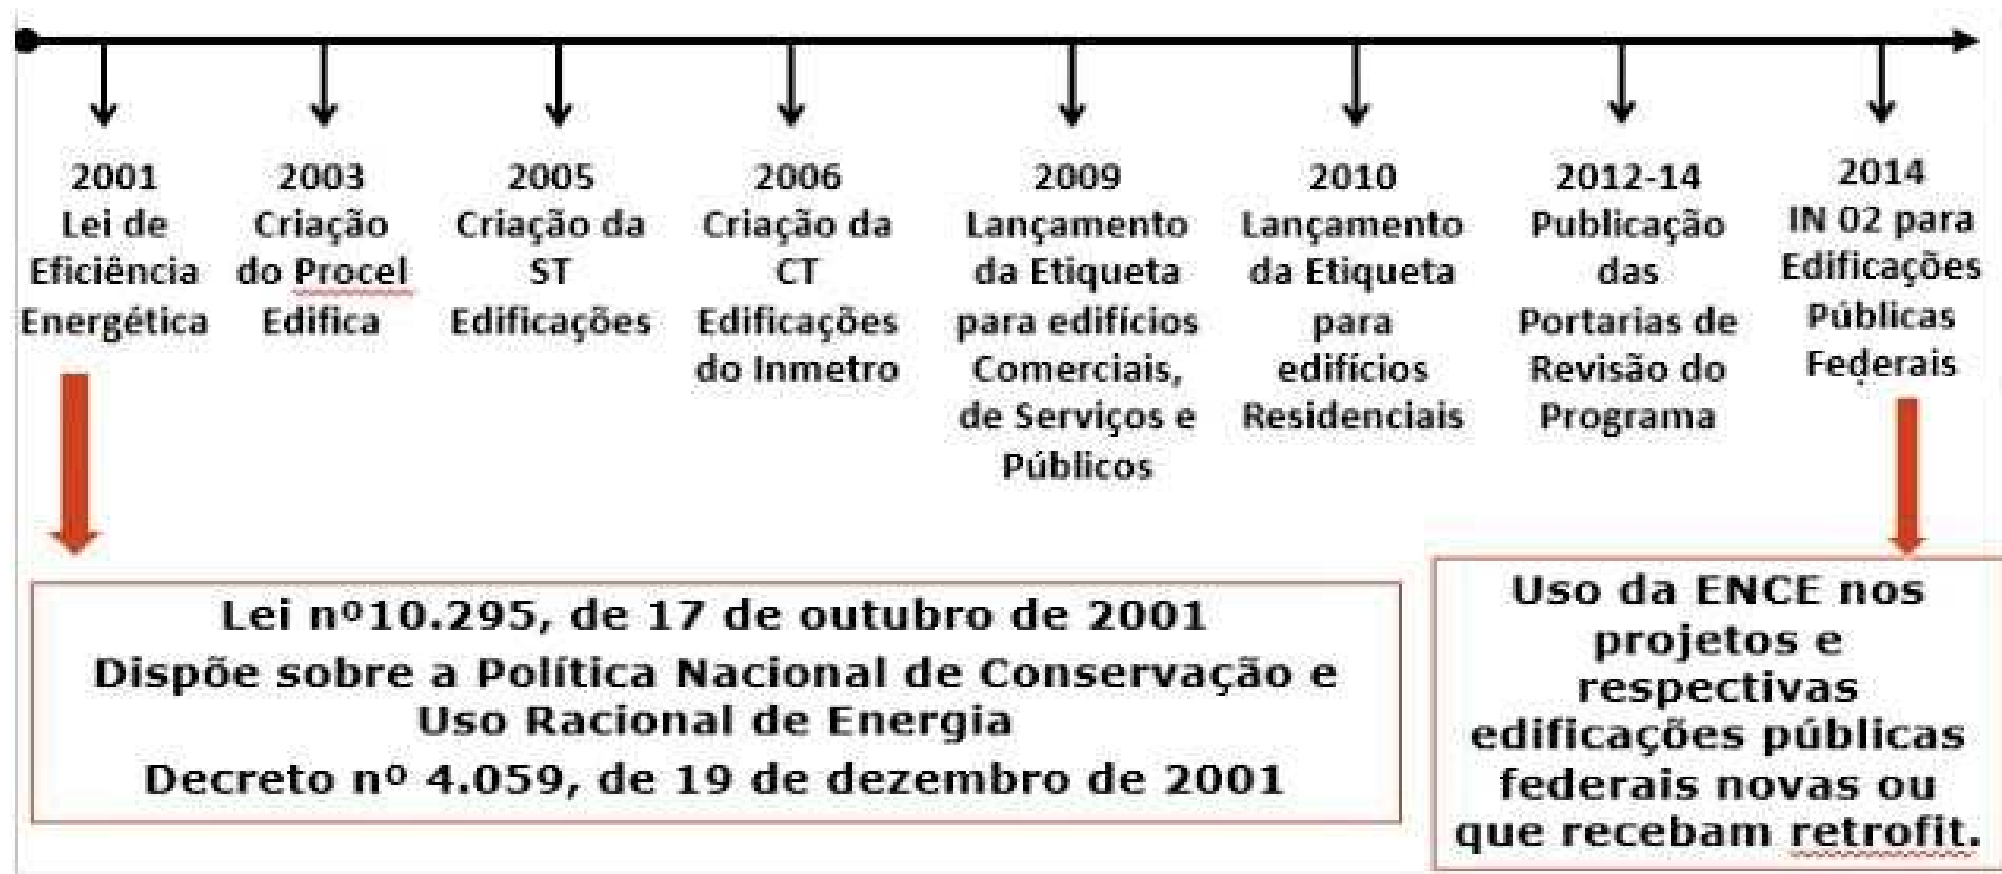 2001
Lei de
Eficiência
Energética
2003
Criação
do Procel
Edifica
2005
Criação da
ST
Edificações
2006
Criação da
CT
Edificações
do Inmetro
2009
Lançamento
da Etiqueta
para edifícios
Comerciais,
de Serviços e
Públicos
2010
Lançamento
da Etiqueta
para
edifícios
Residenciais
2012-14
Publicação
das
Portarias de
Revisão do
Programa
2014
IN 02 para
Edificações
Públicas
Federais
Lei nº10.295, de 17 de outubro de 2001
Dispõe sobre a Política Nacional de Conservação e
Uso Racional de Energia
Decreto nº 4.059, de 19 de dezembro de 2001
Uso da ENCE nos
projetos e
respectivas
edificações públicas
federais novas ou
que recebam retrofit.